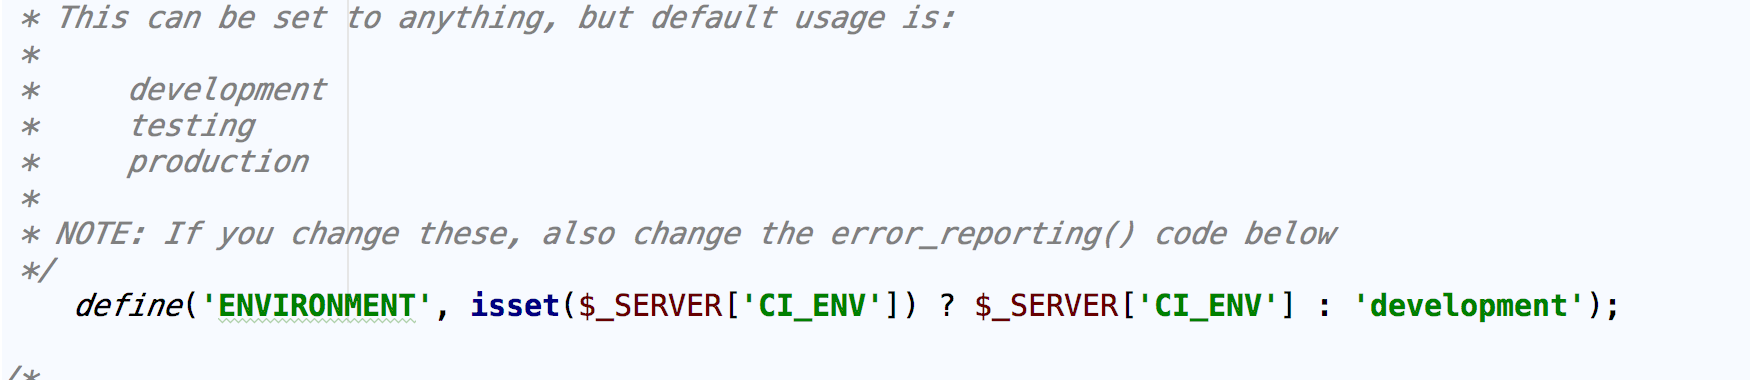 * This can be set to anything, but default usage is:
*
*     development
*     testing
*     production
*
* NOTE: If you change these, also change the error_reporting() code below
*/
define('ENVIRONMENT', isset($_SERVER['CI_ENV']) ? $_SERVER['CI_ENV'] : 'development');
/*